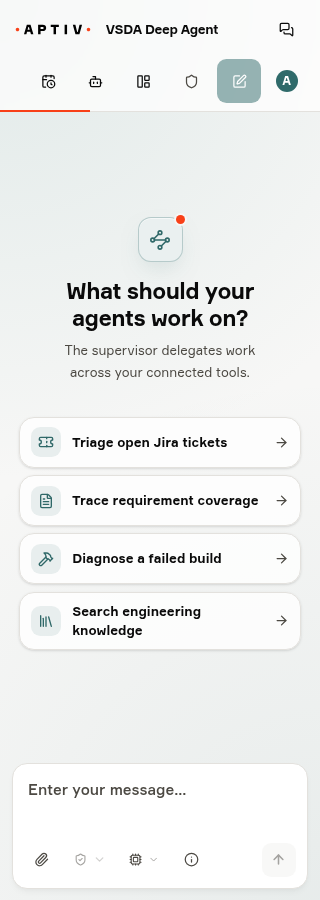 • A P T I V •
VSDA Deep Agent
A
What should your
agents work on?
The supervisor delegates work
across your connected tools.
Triage open Jira tickets
Trace requirement coverage
Diagnose a failed build
Search engineering
knowledge
Enter your message...